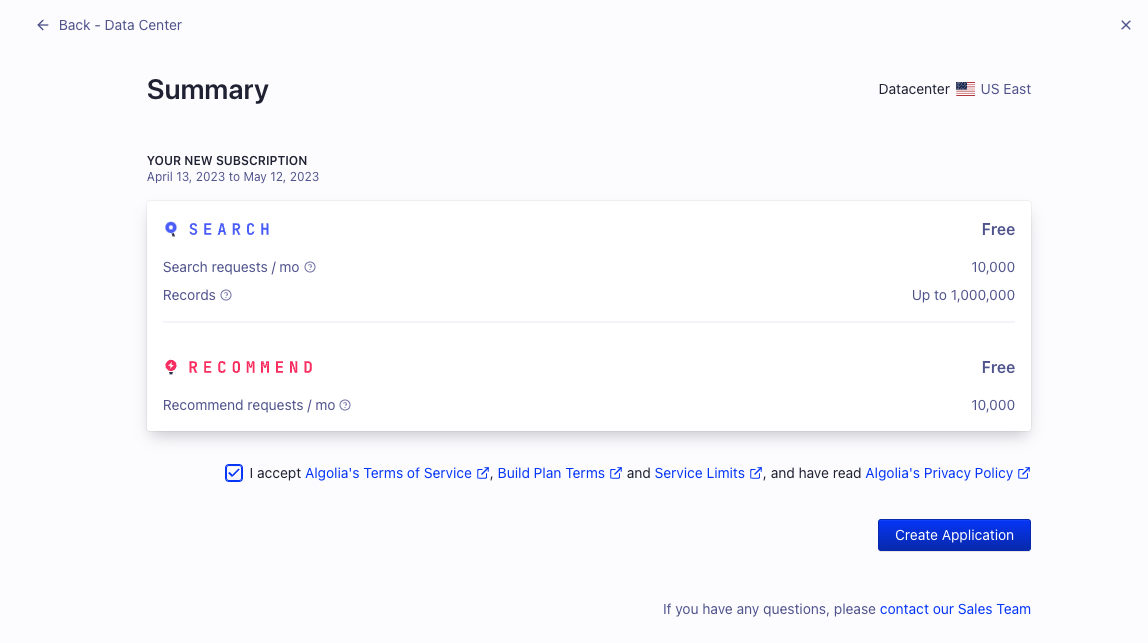 Back - Data Center
Summary
Datacenter US East
YOUR NEW SUBSCRIPTION
April 13, 2023 to May 12, 2023
SEARCH Free
Search requests / mo 10,000
Records Up to 1,000,000
RECOMMEND Free
Recommend requests / mo 10,000
I accept Algolia's Terms of Service , Build Plan Terms and Service Limits , and have read Algolia's Privacy Policy
Create Application
If you have any questions, please contact our Sales Team